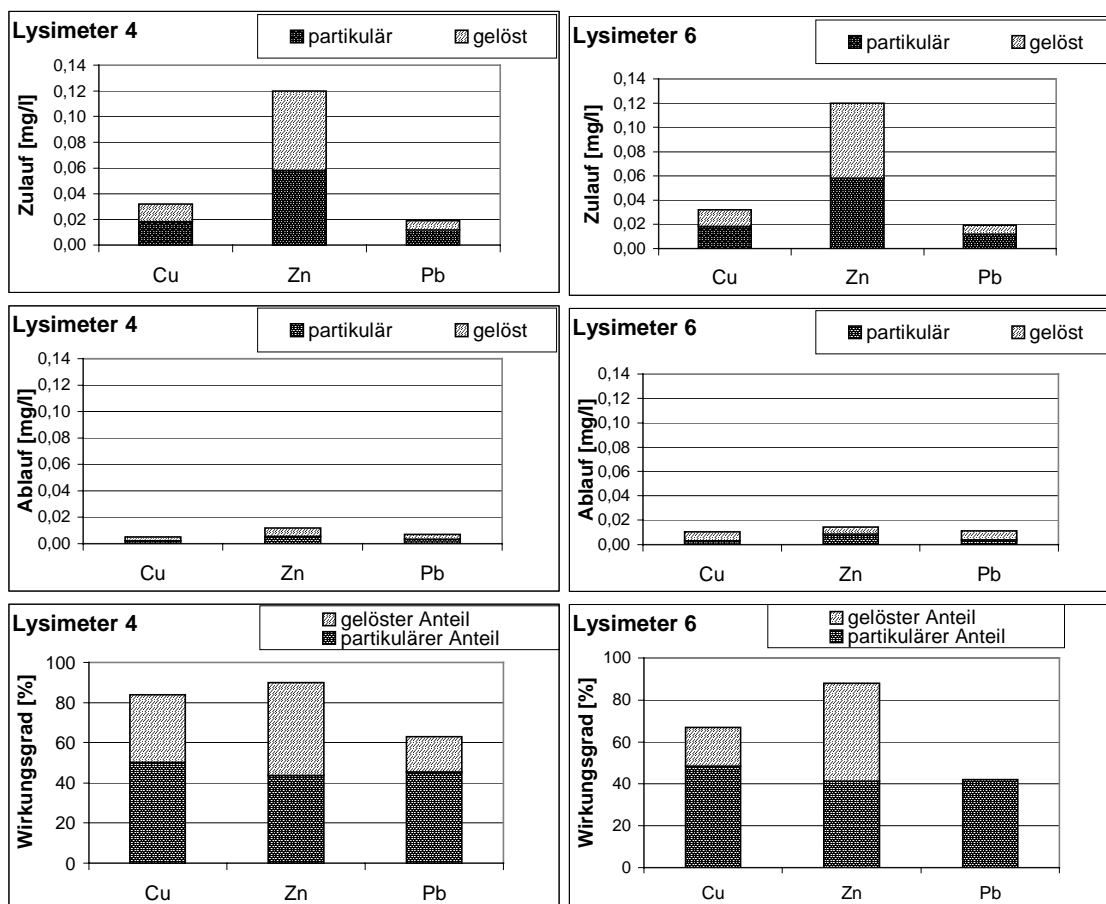 Lysimeter 4
partikulär gelöst
Zulauf [mg/l]
0,14
0,12
0,10
0,08
0,06
0,04
0,02
0,00
Cu Zn Pb
Lysimeter 6
partikulär gelöst
Zulauf [mg/l]
0,14
0,12
0,10
0,08
0,06
0,04
0,02
0,00
Cu Zn Pb
Lysimeter 4
partikulär gelöst
Ablauf [mg/l]
0,14
0,12
0,10
0,08
0,06
0,04
0,02
0,00
Cu Zn Pb
Lysimeter 6
partikulär gelöst
Ablauf [mg/l]
0,14
0,12
0,10
0,08
0,06
0,04
0,02
0,00
Cu Zn Pb
Lysimeter 4
gelöster Anteil
partikulärer Anteil
Wirkungsgrad [%]
100
80
60
40
20
0
Cu Zn Pb
Lysimeter 6
gelöster Anteil
partikulärer Anteil
Wirkungsgrad [%]
100
80
60
40
20
0
Cu Zn Pb